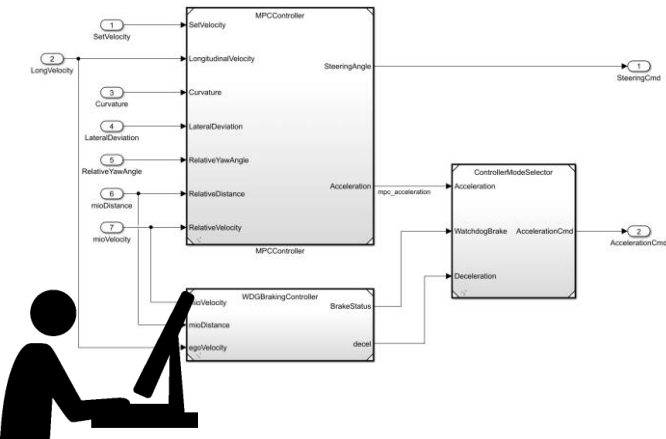 MPCController
1
SetVelocity
SetVelocity
2
LongVelocity
LongitudinalVelocity
SteeringAngle
1
SteeringCmd
3
Curvature
Curvature
4
LateralDeviation
LateralDeviation
5
RelativeYawAngle
RelativeYawAngle
6
mioDistance
RelativeDistance
Acceleration
mpc_acceleration
7
mioVelocity
RelativeVelocity
MPCController
ControllerModeSelector
Acceleration
WatchdogBrake
AccelerationCmd
2
AccelerationCmd
Deceleration
WDGBrakingController
mioVelocity
BrakeStatus
mioDistance
egoVelocity
decel